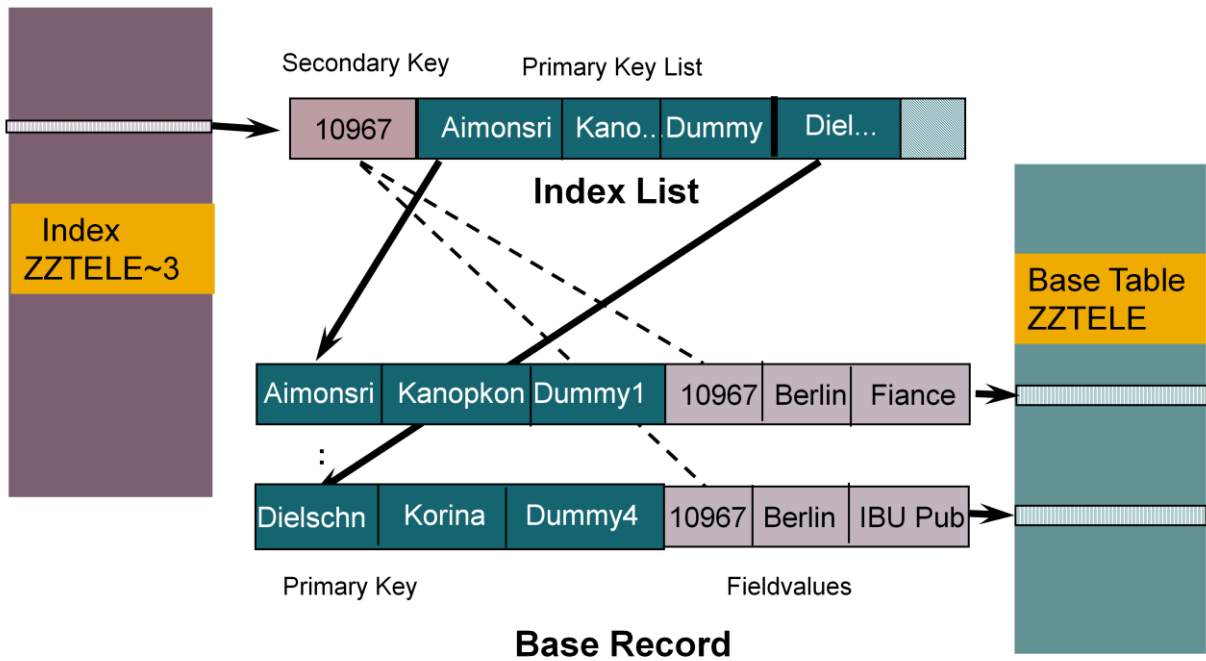 Secondary Key Primary Key List
10967 Aimonsri Kano... Dummy Diel...
Index List
Index
ZZTELE~3
Base Table
ZZTELE
Aimonsri Kanopkon Dummy1 10967 Berlin Fiance
:
Dielschn Korina Dummy4 10967 Berlin IBU Pub
Primary Key Fieldvalues
Base Record